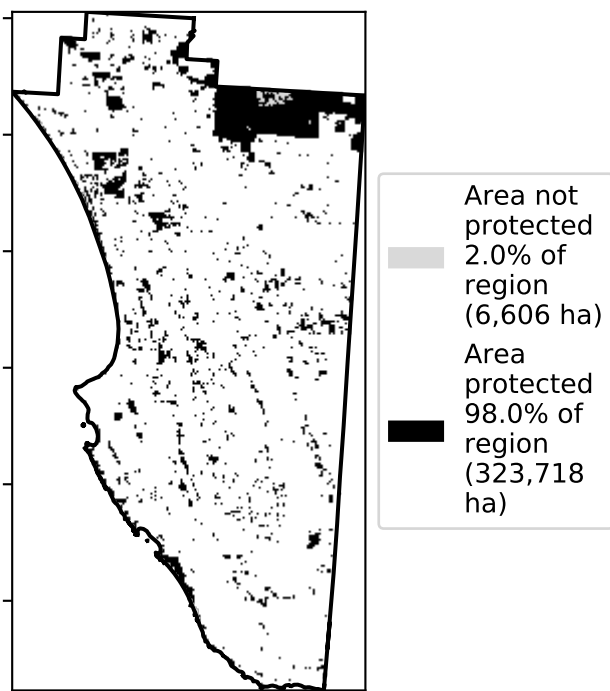 Area not
protected
2.0% of
region
(6,606 ha)
Area
protected
98.0% of
region
(323,718
ha)